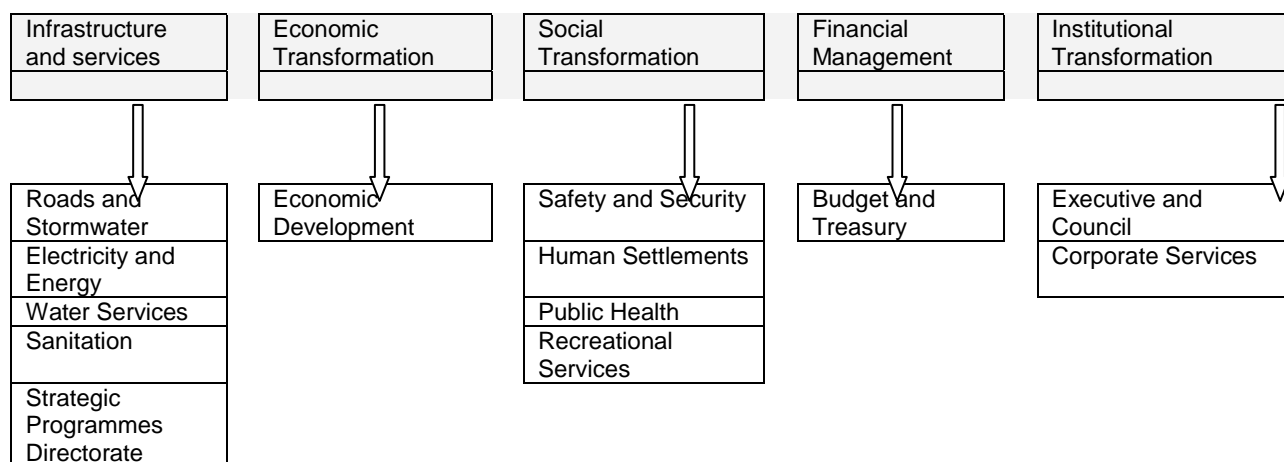 Infrastructure
and services
Economic
Transformation
Social
Transformation
Financial
Management
Institutional
Transformation
Roads and
Stormwater
Electricity and
Energy
Water Services
Sanitation
Strategic
Programmes
Directorate
Economic
Development
Safety and Security
Human Settlements
Public Health
Recreational
Services
Budget and
Treasury
Executive and
Council
Corporate Services